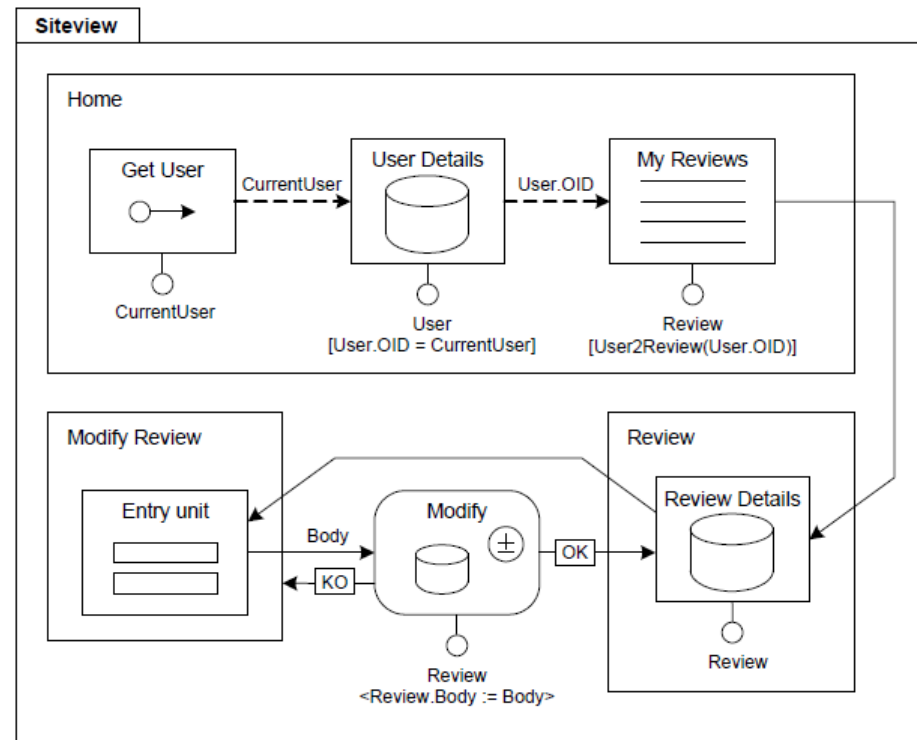 Siteview
Home
Get User
CurrentUser
User Details
User.OID
My Reviews
CurrentUser
User
[User.OID = CurrentUser]
Review
[User2Review(User.OID)]
Modify Review
Review
Entry unit
Body
Modify
OK
Review Details
KO
Review
<Review.Body := Body>
Review